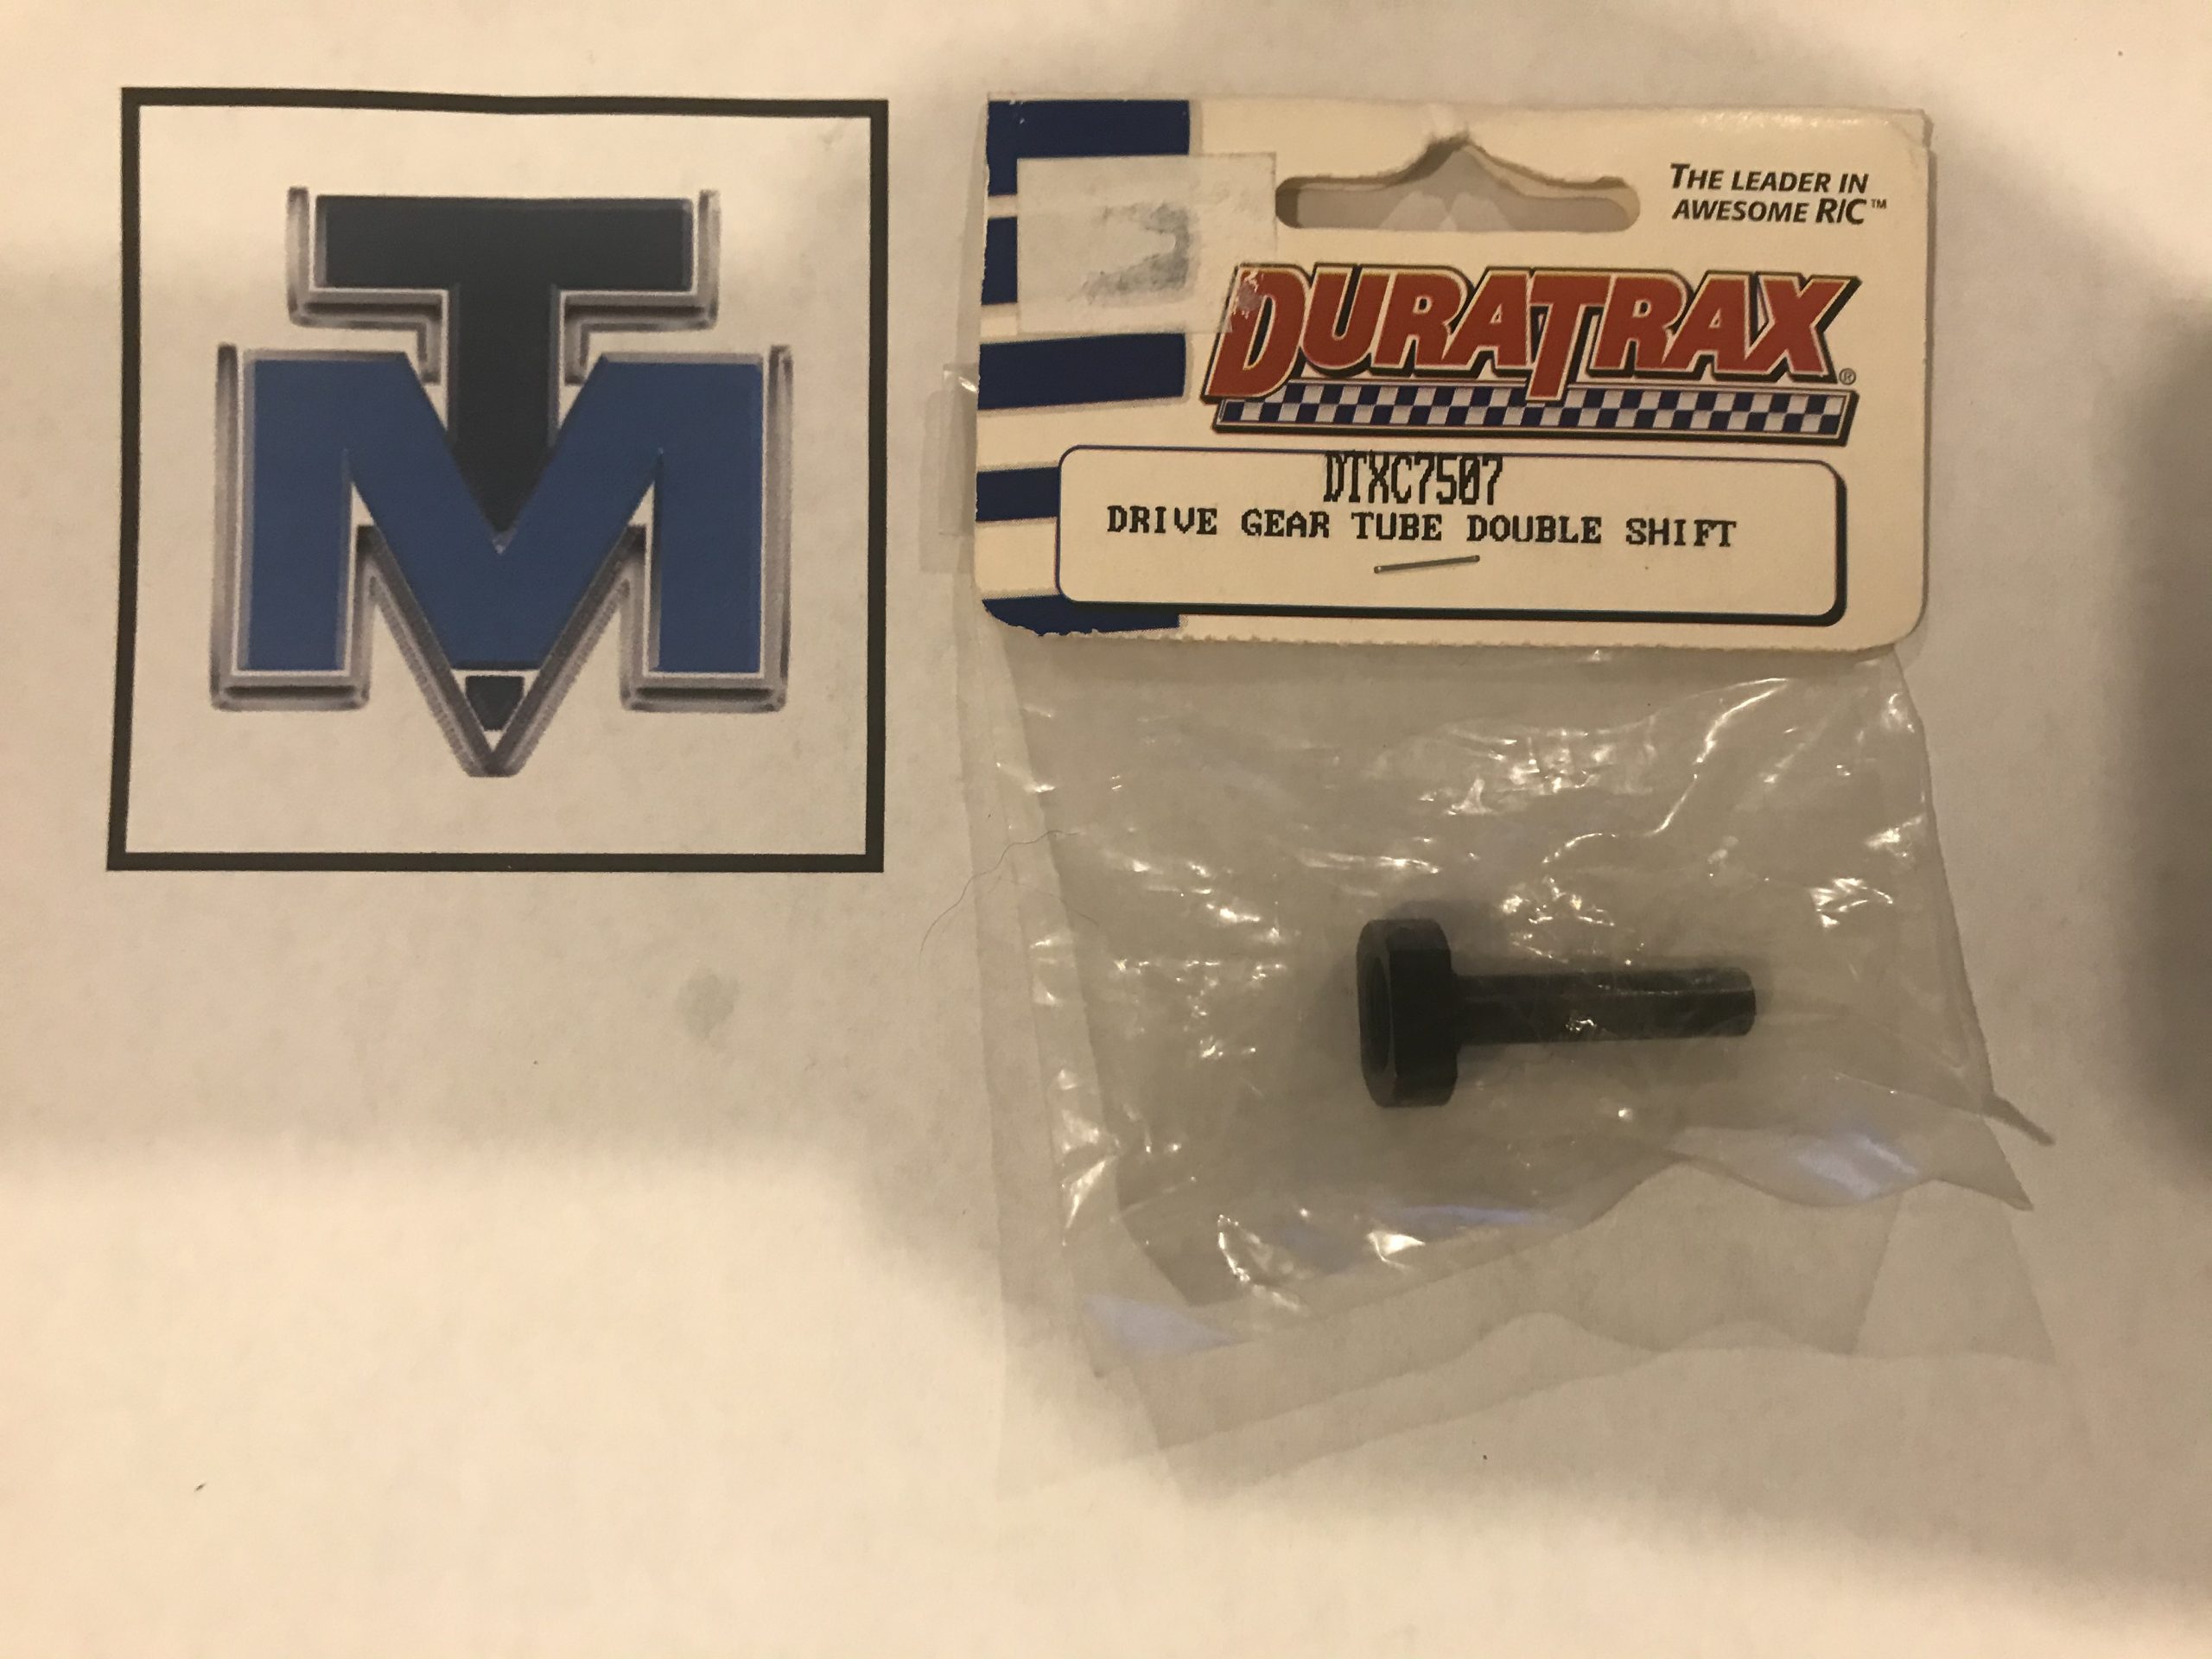 TM
THE LEADER IN
AWESOME R/C™
DURATRAX®
DTXC7507
DRIVE GEAR TUBE DOUBLE SHIFT